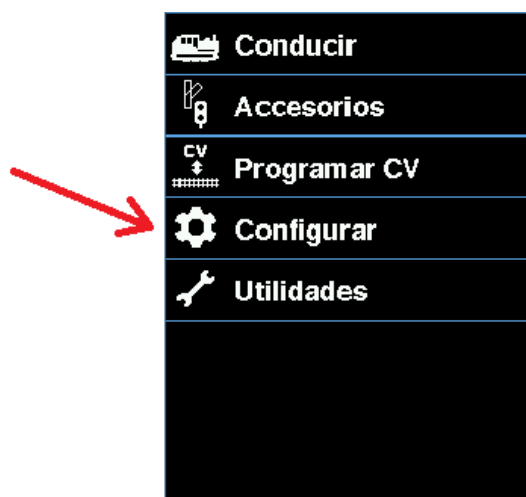 Conducir
Accesorios
CV
Programar CV
Configurar
Utilidades